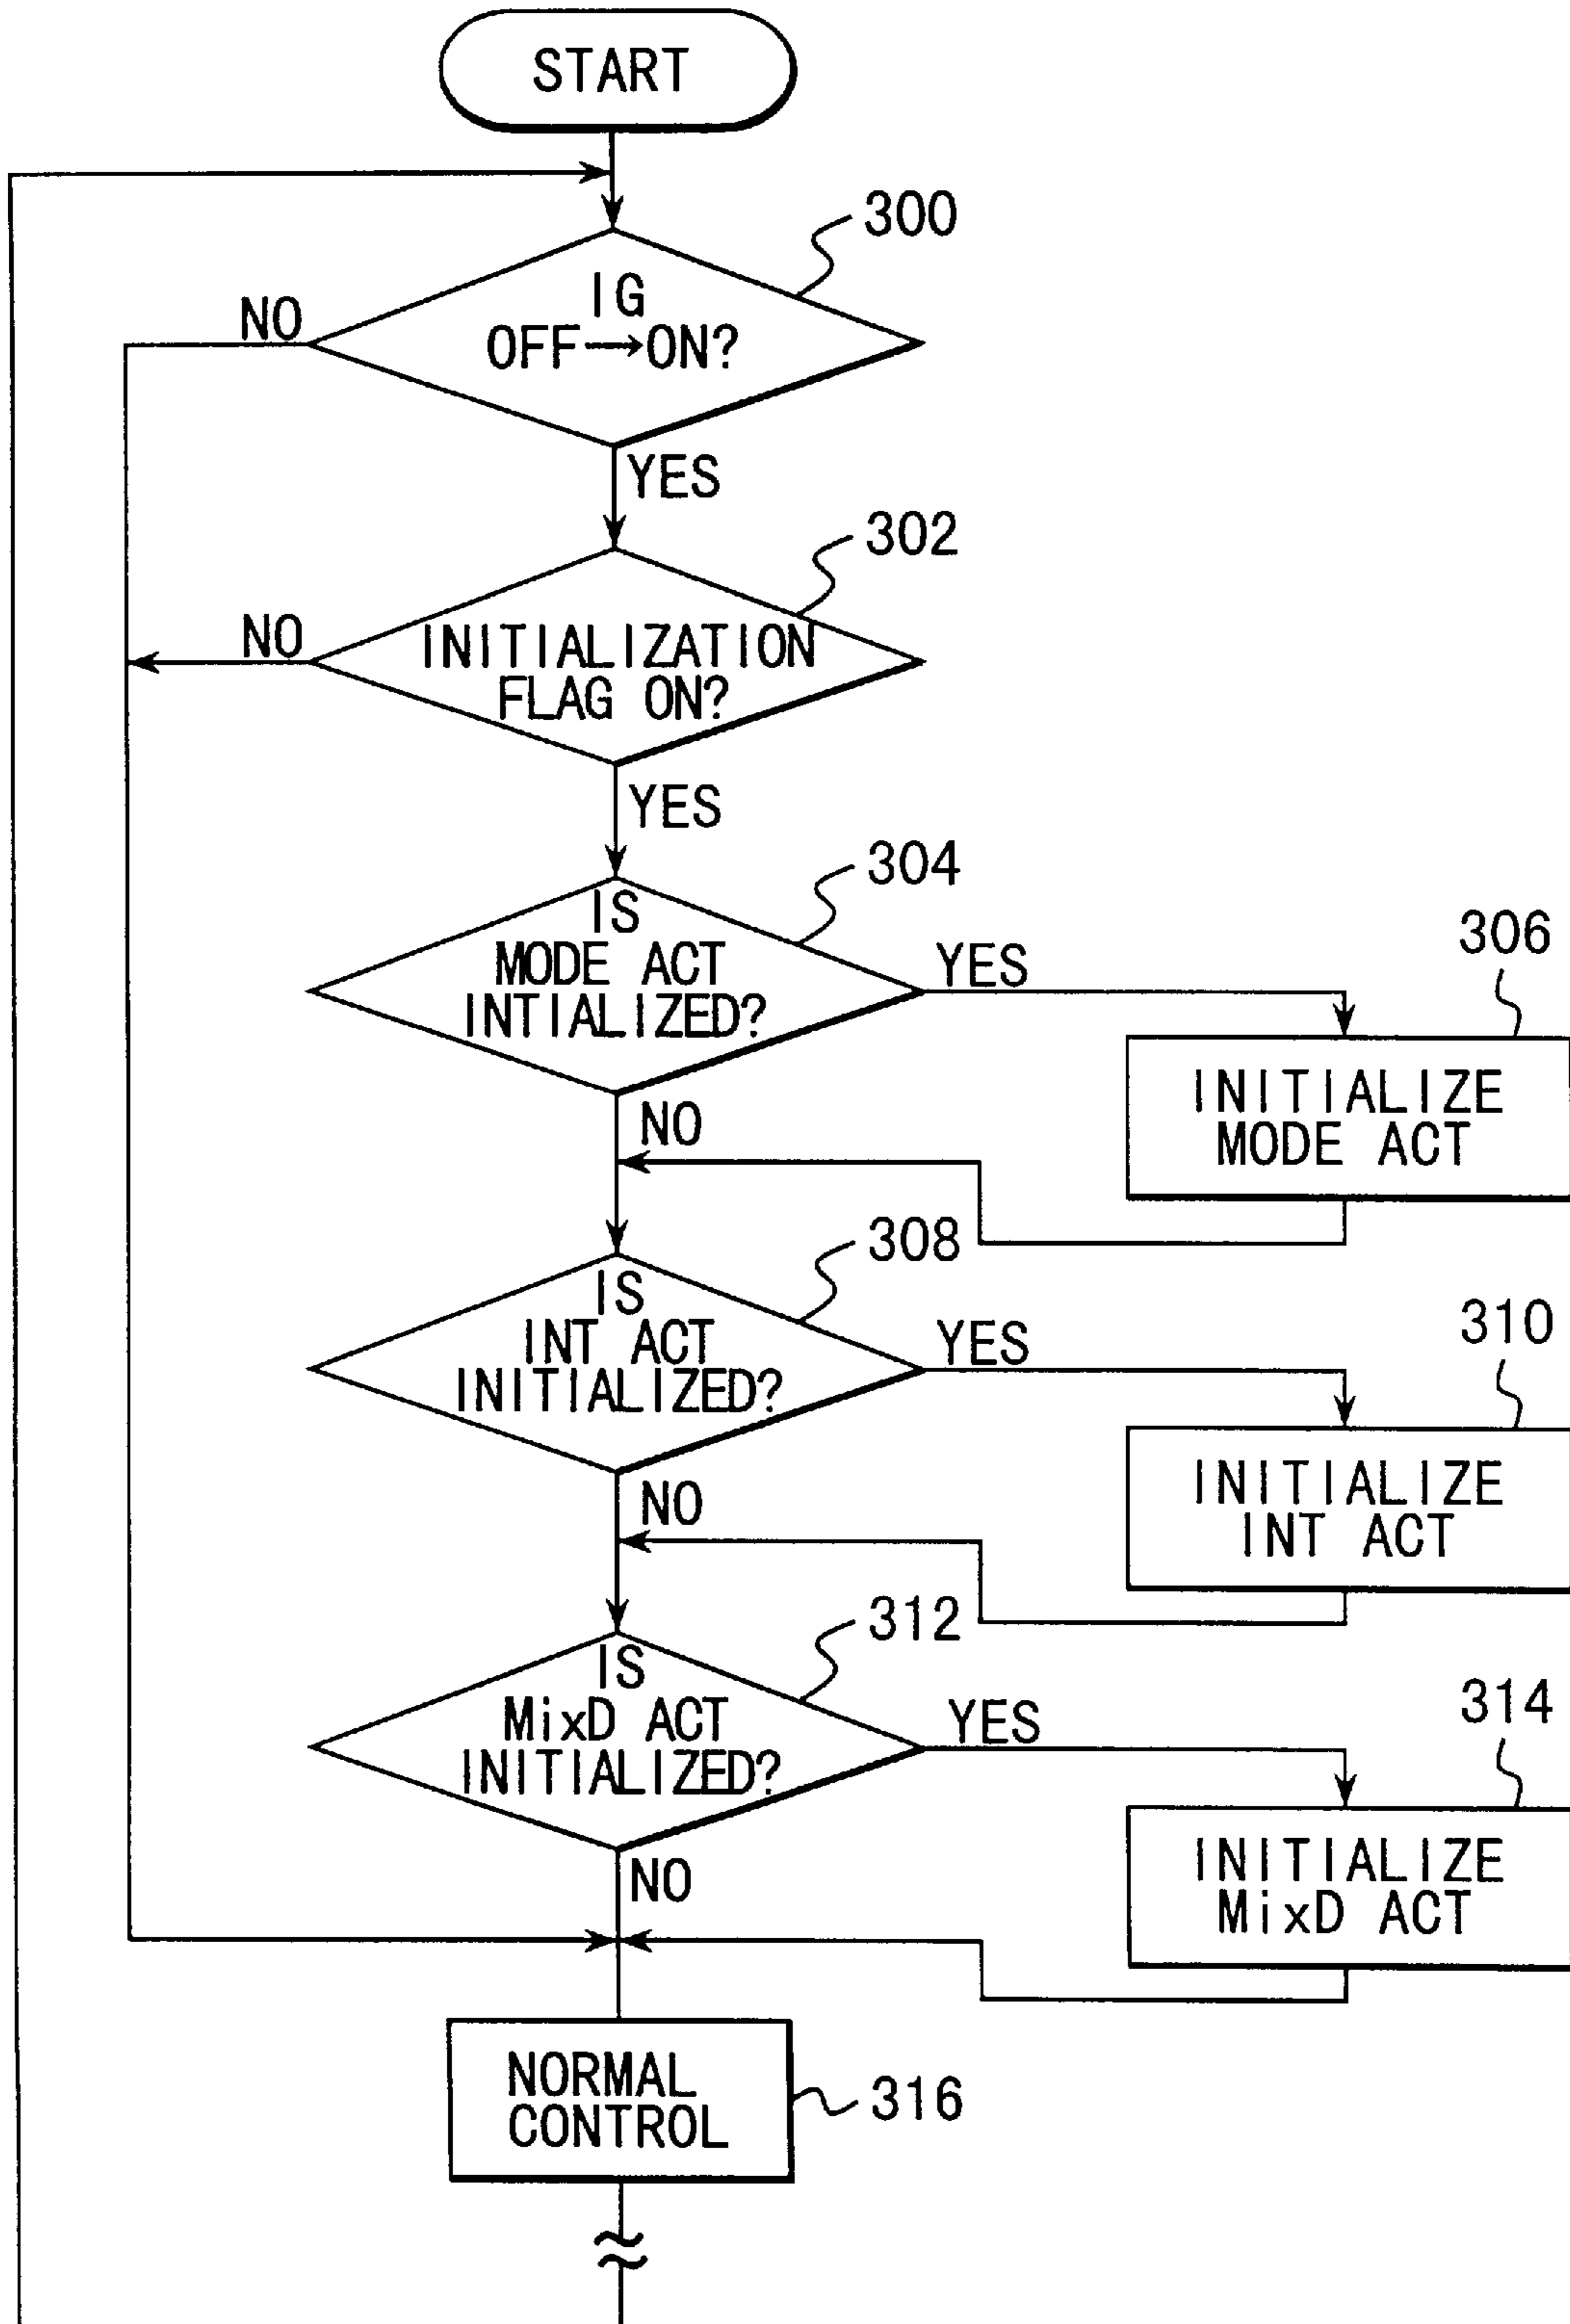 START
300
IG
OFF→ON?
NO
YES
302
INITIALIZATION
FLAG ON?
NO
YES
304
IS
MODE ACT
INTIALIZED?
YES
306
INITIALIZE
MODE ACT
NO
308
IS
INT ACT
INITIALIZED?
YES
310
INITIALIZE
INT ACT
NO
312
IS
MixD ACT
INITIALIZED?
YES
314
INITIALIZE
MixD ACT
NO
NORMAL
CONTROL
316